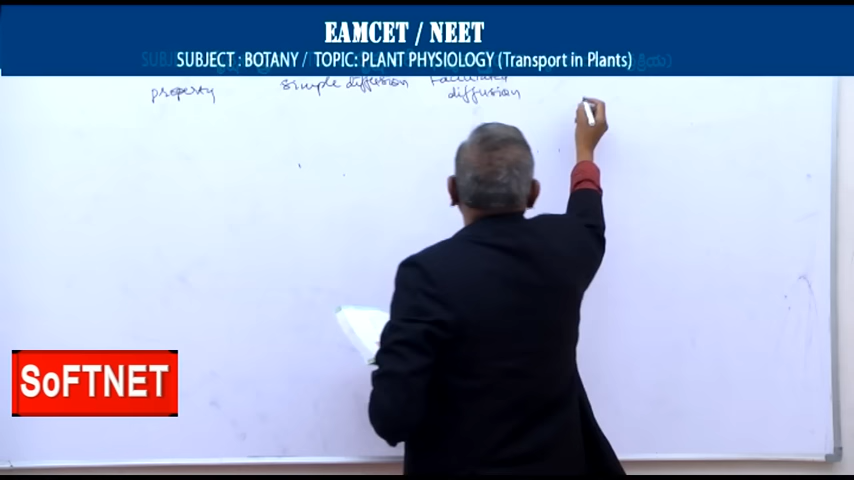 EAMCET / NEET
SUBJECT : BOTANY / TOPIC: PLANT PHYSIOLOGY (Transport in Plants)
property simple diffusion Facilitated
diffusion
SoFTNET